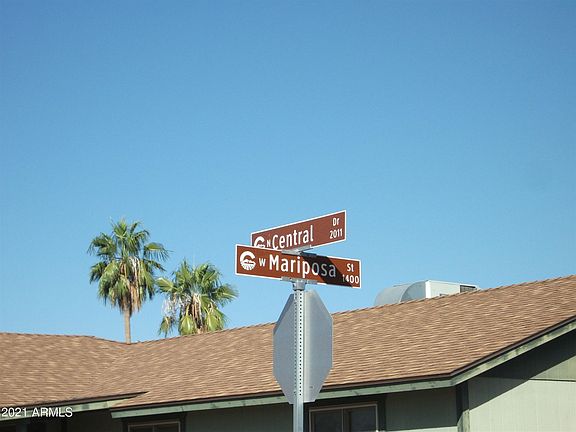 N Central Dr
2011
W Mariposa St
1400
2021 ARMLS